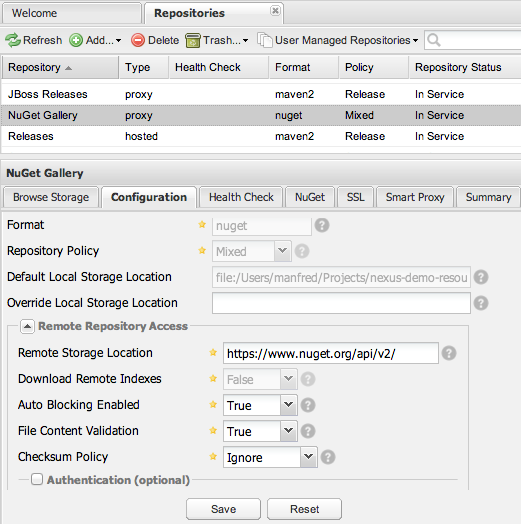 Welcome Repositories
Refresh Add... Delete Trash... User Managed Repositories
Repository Type Health Check Format Policy Repository Status
JBoss Releases proxy maven2 Release In Service
NuGet Gallery proxy nuget Mixed In Service
Releases hosted maven2 Release In Service
NuGet Gallery
Browse Storage Configuration Health Check NuGet SSL Smart Proxy Summary
Format nuget ?
Repository Policy Mixed ?
Default Local Storage Location file:/Users/manfred/Projects/nexus-demo-resou ?
Override Local Storage Location ?
Remote Repository Access
Remote Storage Location https://www.nuget.org/api/v2/ ?
Download Remote Indexes False ?
Auto Blocking Enabled True ?
File Content Validation True ?
Checksum Policy Ignore ?
Authentication (optional)
Save Reset